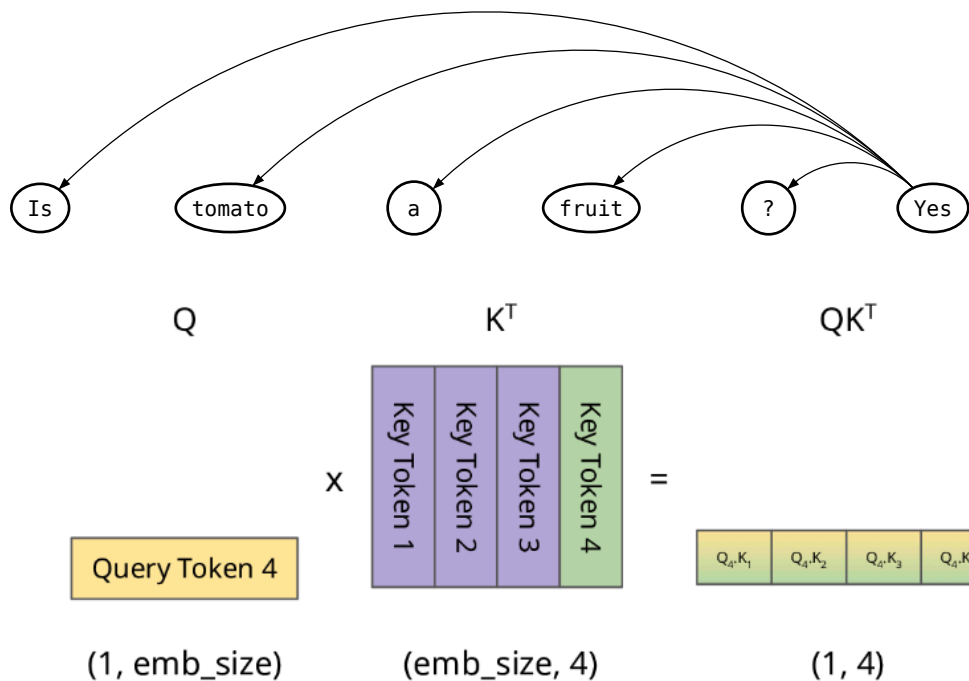 Is tomato a fruit ? Yes
Q K^T QK^T
Key Token 1
Key Token 2
Key Token 3
Key Token 4
x =
Query Token 4
Q₄.K₁ Q₄.K₂ Q₄.K₃ Q₄.K
(1, emb_size) (emb_size, 4) (1, 4)